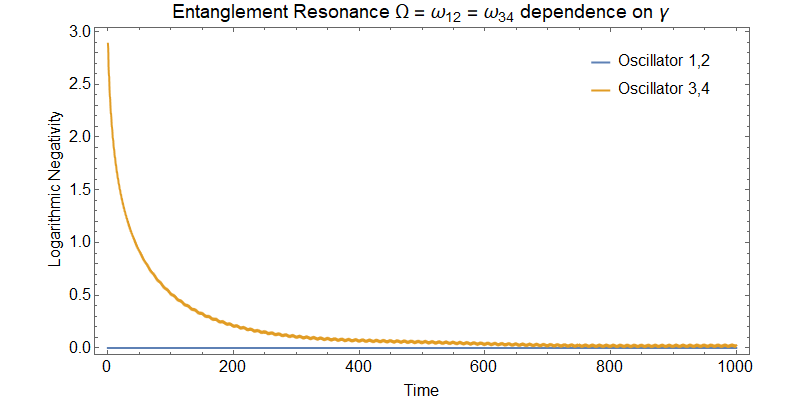 Entanglement Resonance Ω = ω₁₂ = ω₃₄ dependence on γ
Oscillator 1,2
Oscillator 3,4
Logarithmic Negativity
3.0
2.5
2.0
1.5
1.0
0.5
0.0
0 200 400 600 800 1000
Time